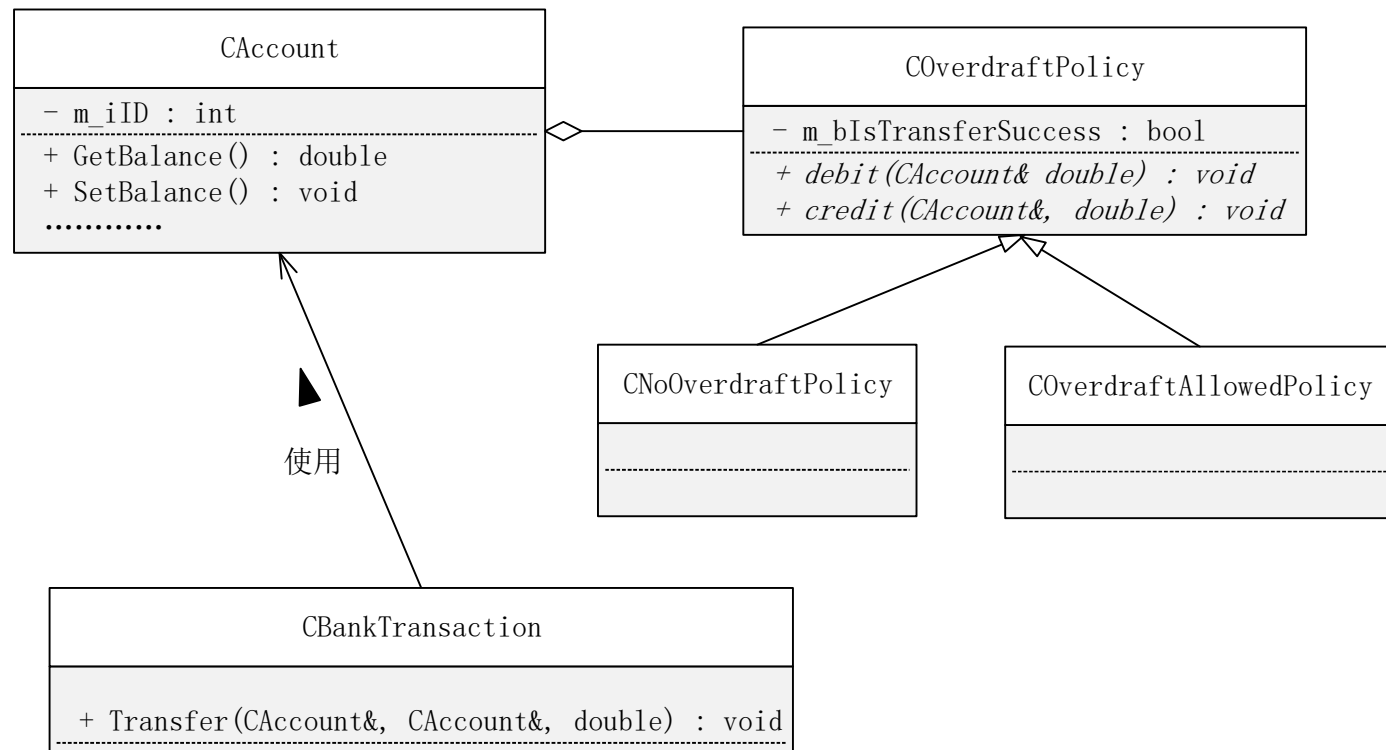 CAccount
- m_iID : int
+ GetBalance() : double
+ SetBalance() : void
…………
COverdraftPolicy
- m_bIsTransferSuccess : bool
+ debit(CAccount& double) : void
+ credit(CAccount&, double) : void
CNoOverdraftPolicy
COverdraftAllowedPolicy
使用
CBankTransaction
+ Transfer(CAccount&, CAccount&, double) : void